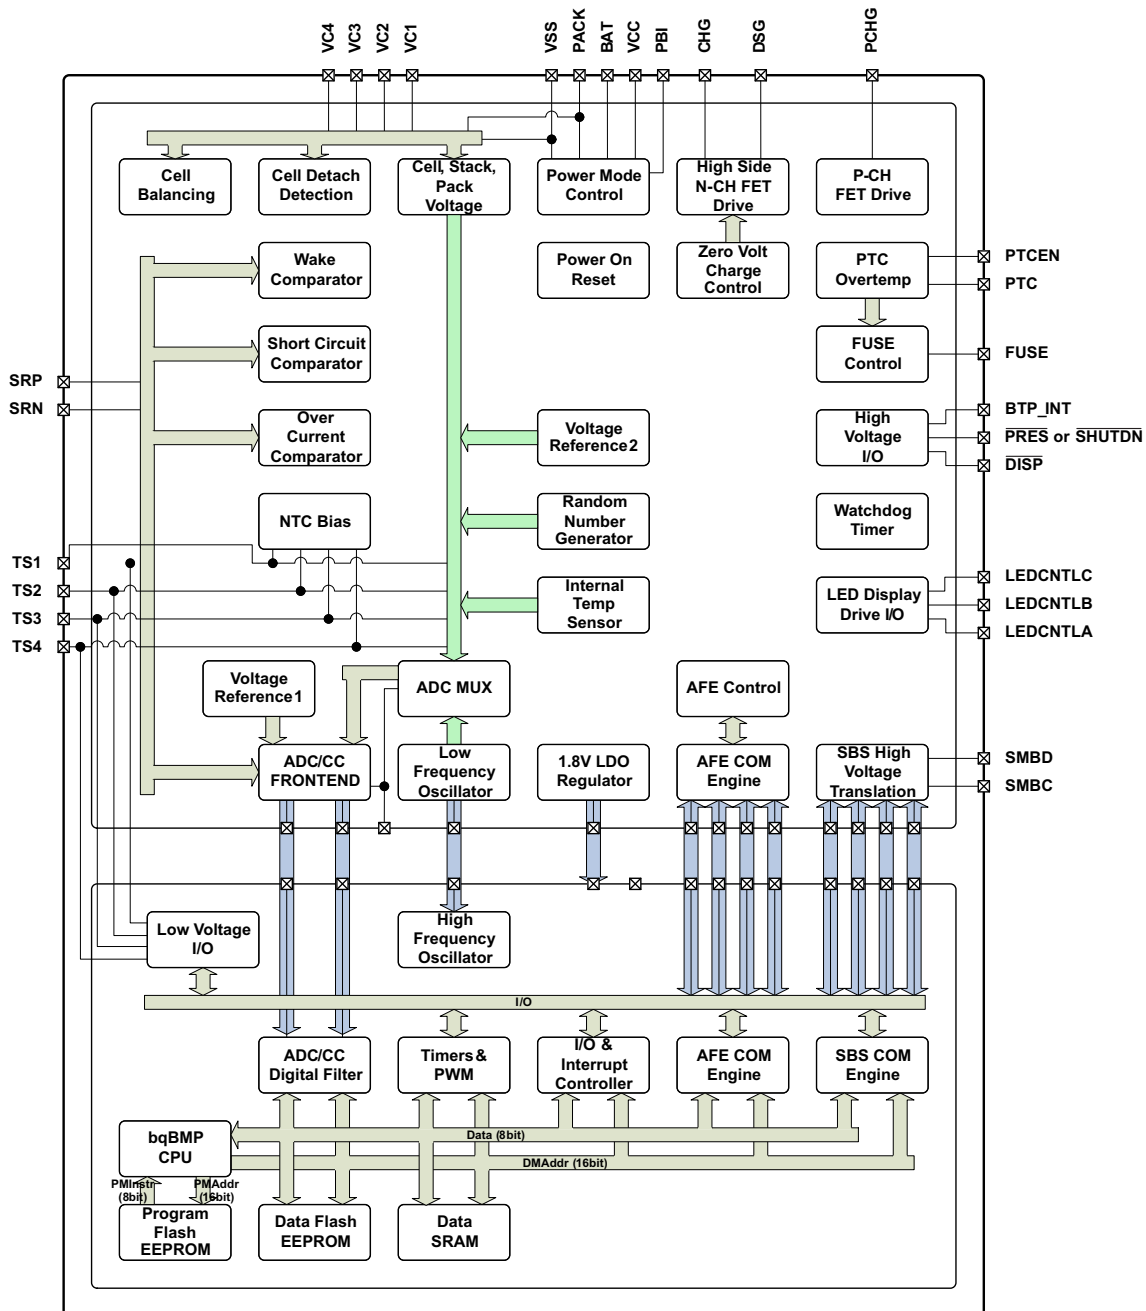 VC4
VC3
VC2
VC1
VSS
PACK
BAT
VCC
PBI
CHG
DSG
PCHG
Cell
Balancing
Cell Detach
Detection
Cell, Stack,
Pack
Voltage
Power Mode
Control
High Side
N-CH FET
Drive
P-CH
FET Drive
Wake
Comparator
Power On
Reset
Zero Volt
Charge
Control
PTC
Overtemp
PTCEN
PTC
Short Circuit
Comparator
FUSE
Control
FUSE
SRP
SRN
Over
Current
Comparator
Voltage
Reference2
High
Voltage
I/O
BTP_INT
PRES or SHUTDN
DISP
NTC Bias
Random
Number
Generator
Watchdog
Timer
TS1
TS2
TS3
TS4
Internal
Temp
Sensor
LED Display
Drive I/O
LEDCNTLC
LEDCNTLB
LEDCNTLA
Voltage
Reference1
ADC MUX
AFE Control
ADC/CC
FRONTEND
Low
Frequency
Oscillator
1.8V LDO
Regulator
AFE COM
Engine
SBS High
Voltage
Translation
SMBD
SMBC
Low Voltage
I/O
High
Frequency
Oscillator
I/O
ADC/CC
Digital Filter
Timers&
PWM
I/O &
Interrupt
Controller
AFE COM
Engine
SBS COM
Engine
bqBMP
CPU
Data (8bit)
DMAddr (16bit)
PMInstr
(8bit)
PMAddr
(16bit)
Program
Flash
EEPROM
Data Flash
EEPROM
Data
SRAM